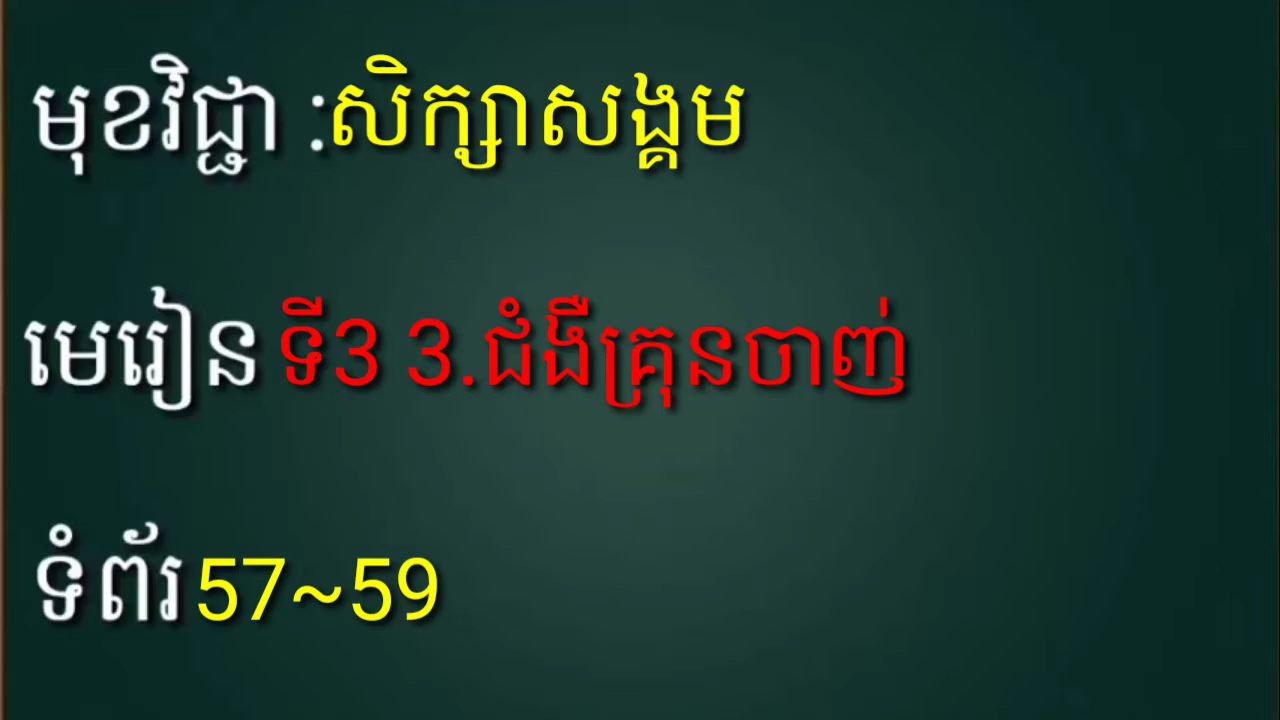 មុខវិជ្ជា :សិក្សាសង្គម
មេរៀន ទី3 3.ជំងឺគ្រុនចាញ់
ទំព័រ 57~59